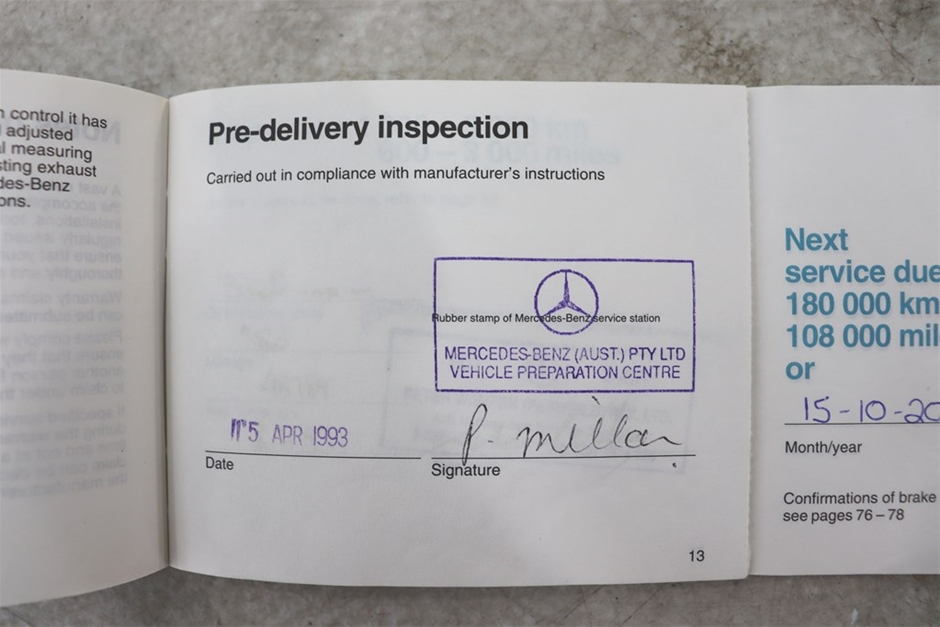 n control it has
adjusted
al measuring
sting exhaust
des-Benz
ons.
Pre-delivery inspection
Carried out in compliance with manufacturer's instructions
Rubber stamp of Mercedes-Benz service station
MERCEDES-BENZ (AUST.) PTY LTD
VEHICLE PREPARATION CENTRE
5 APR 1993
P. millan
Date
Signature
13
Next
service due
180 000 km
108 000 mil
or
15-10-20
Month/year
Confirmations of brake
see pages 76 – 78